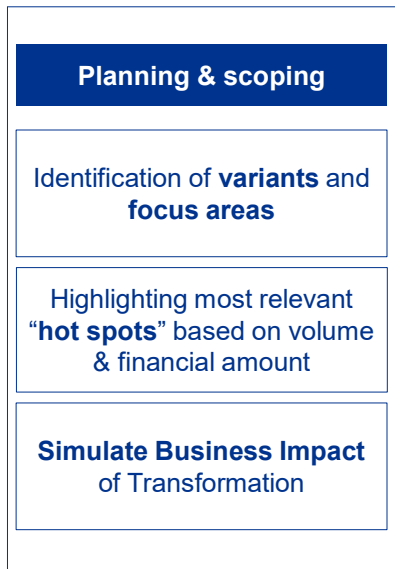 Planning & scoping
Identification of variants and
focus areas
Highlighting most relevant
“hot spots” based on volume
& financial amount
Simulate Business Impact
of Transformation